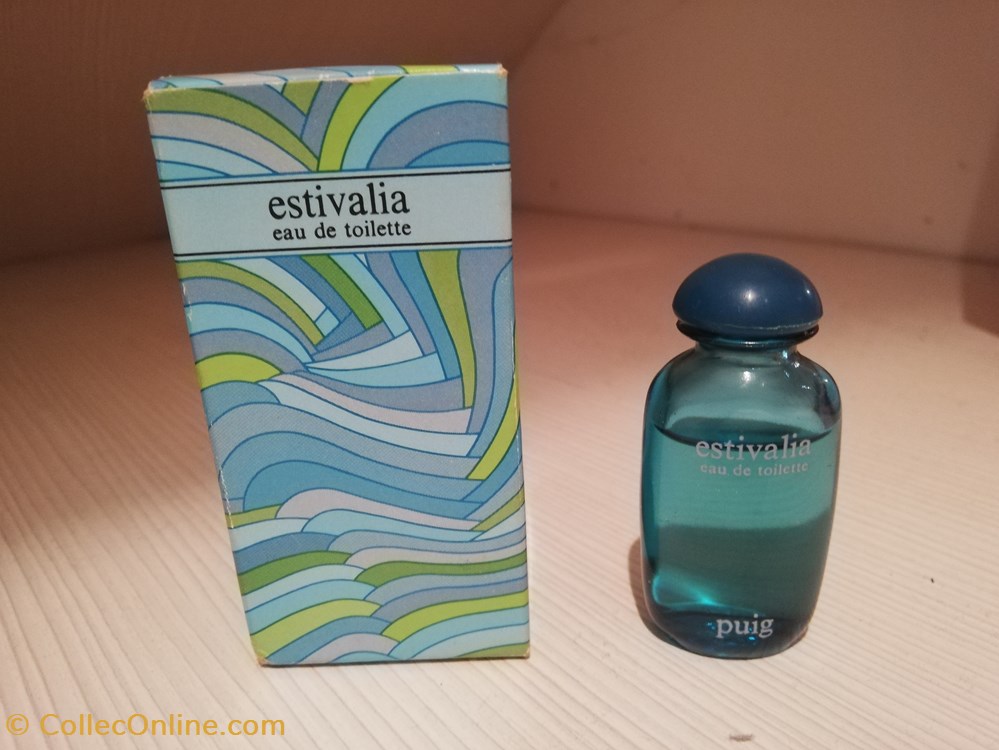 estivalia
eau de toilette
estivalia
eau de toilette
puig
© CollecOnline.com